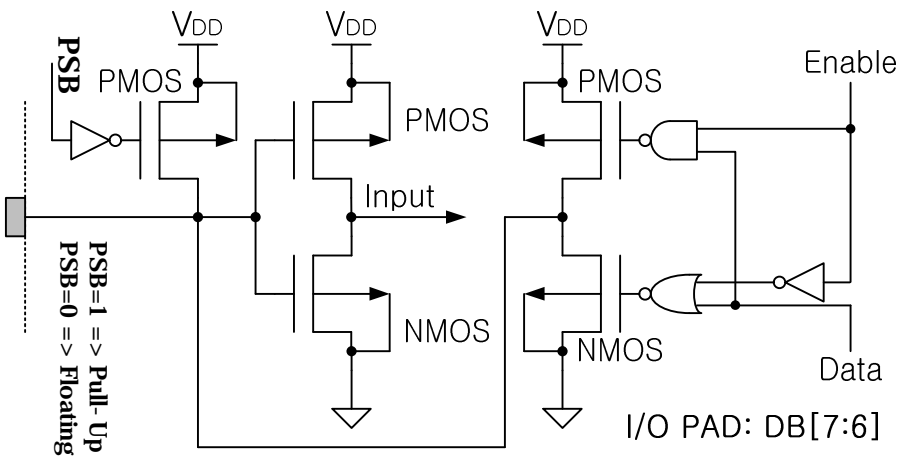 VDD
VDD
VDD
PSB
PMOS
PMOS
PMOS
Enable
Input
NMOS
NMOS
Data
PSB=1 => Pull- Up
PSB=0 => Floating
I/O PAD: DB[7:6]